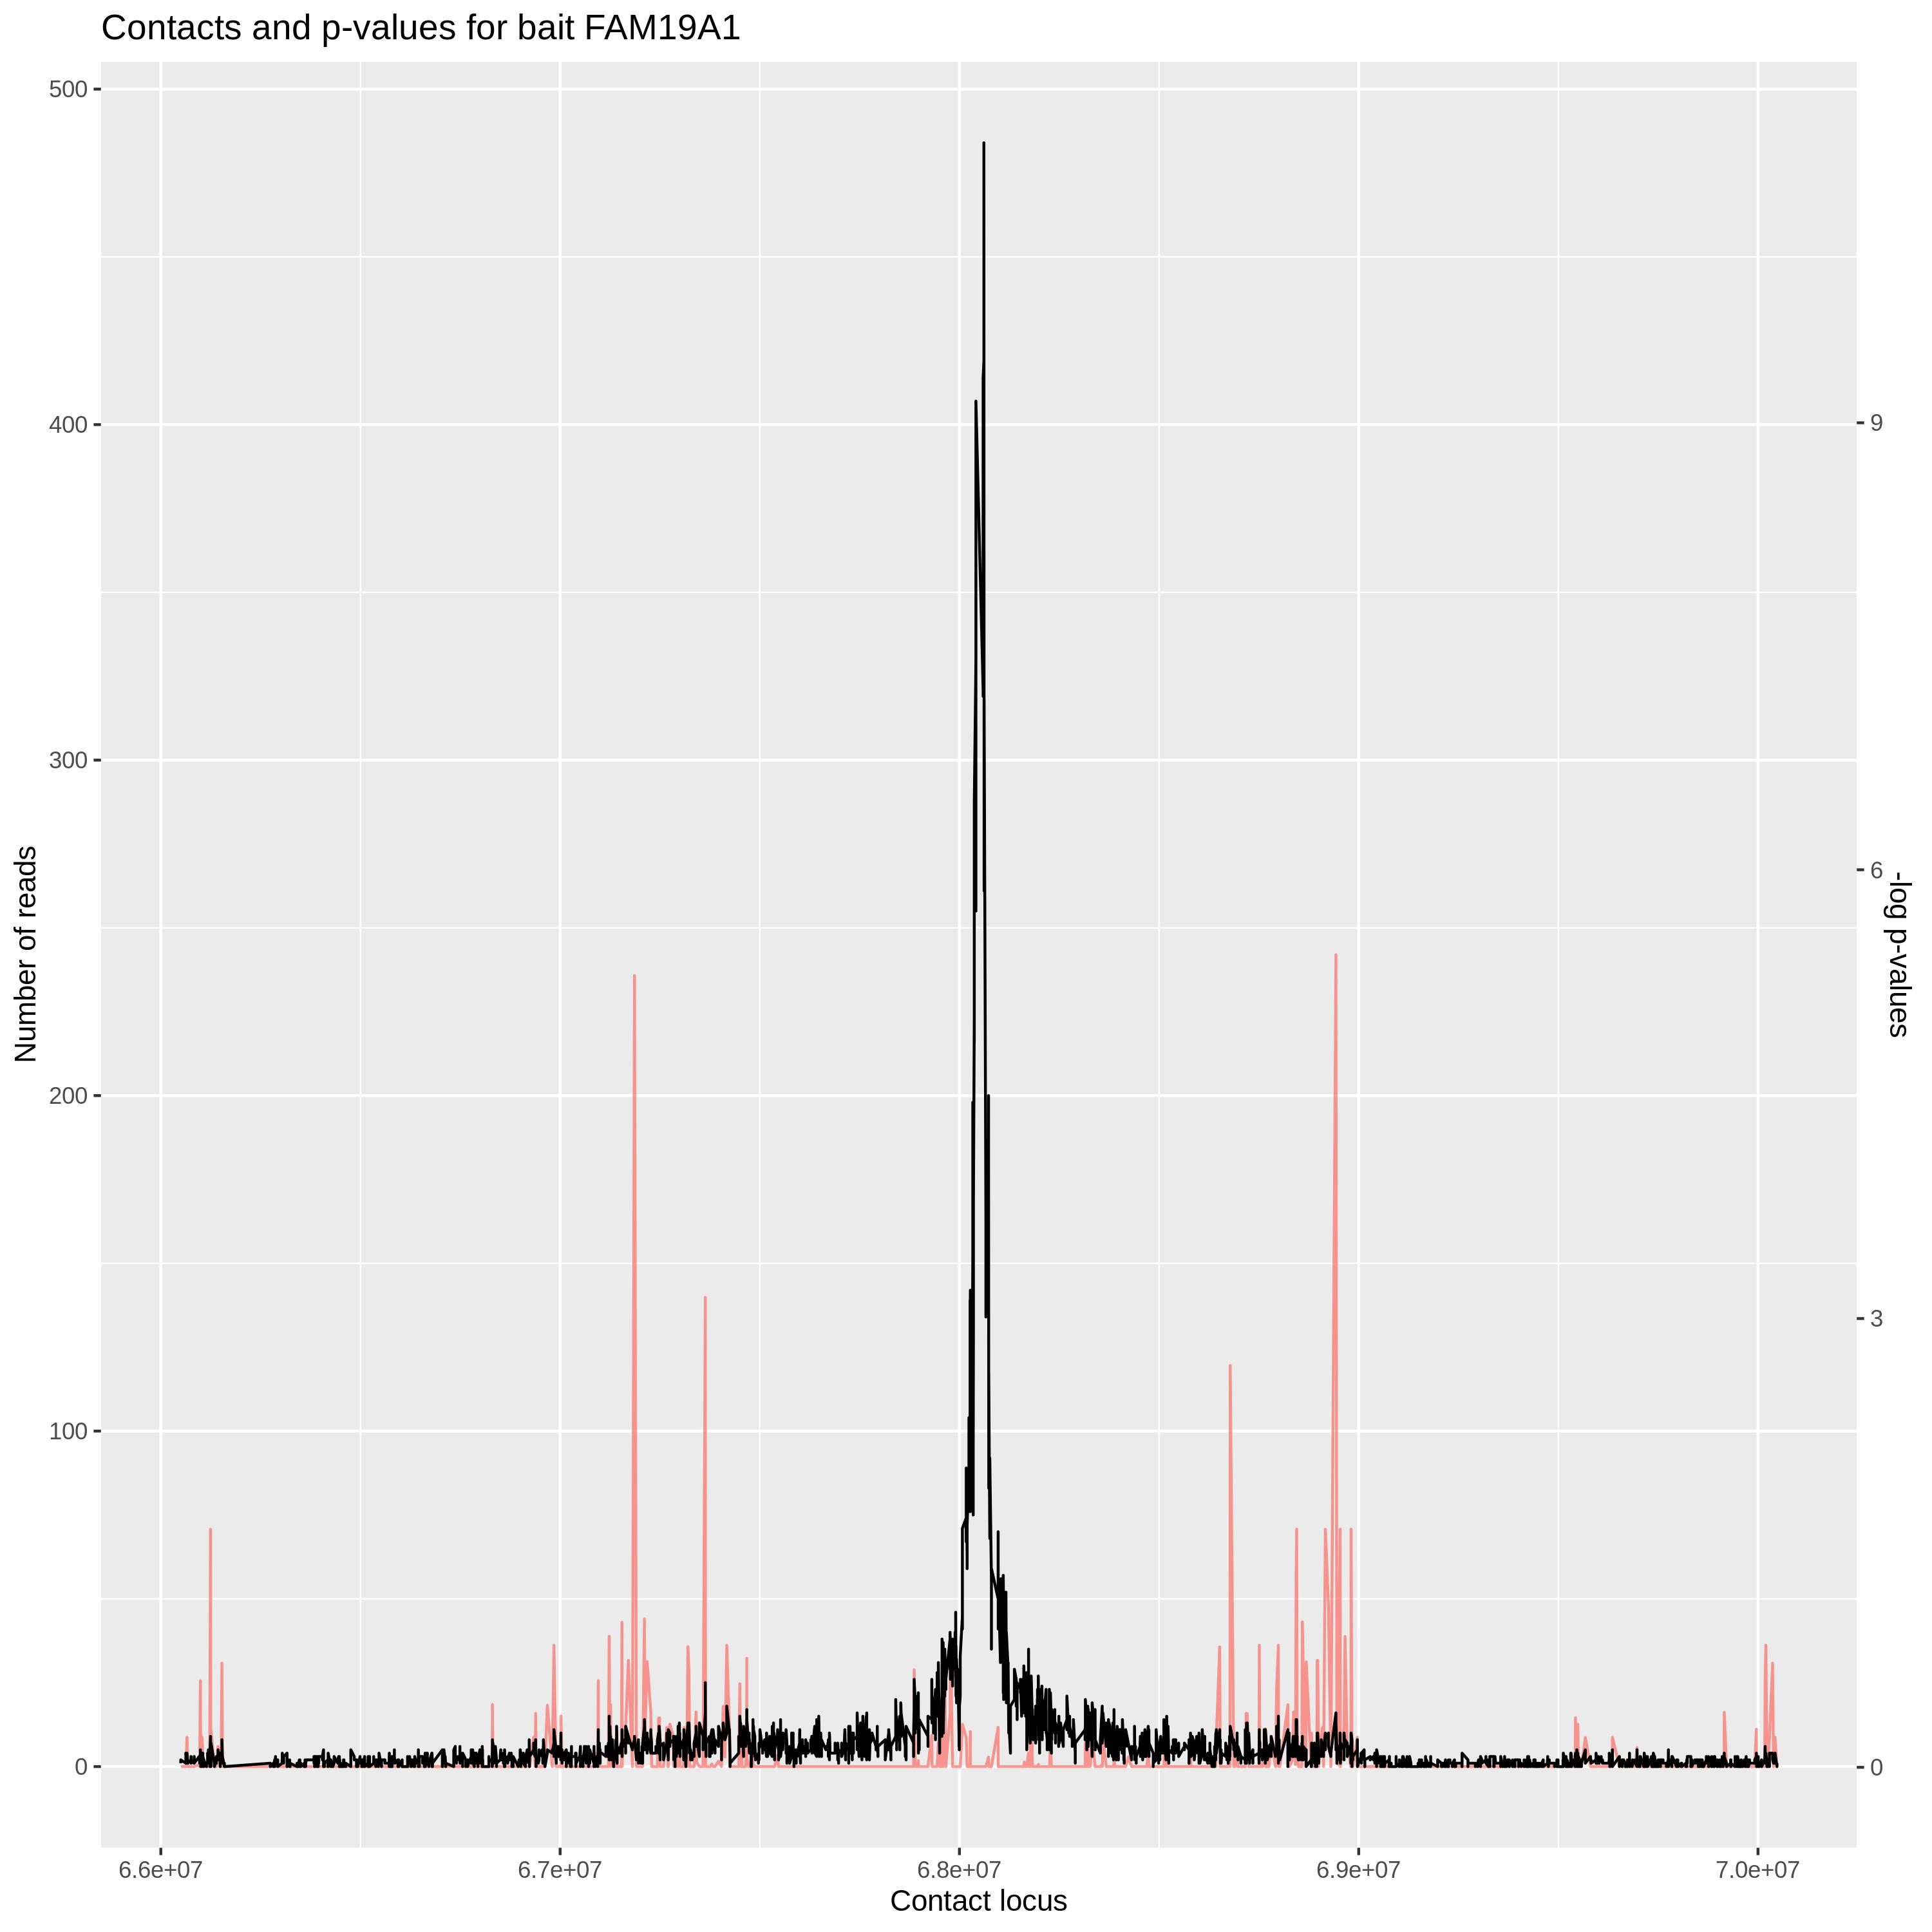 Contacts and p-values for bait FAM19A1
500
400
300
200
100
0
Number of reads
9
6
3
0
-log p-values
6.6e+07 6.7e+07 6.8e+07 6.9e+07 7.0e+07
Contact locus